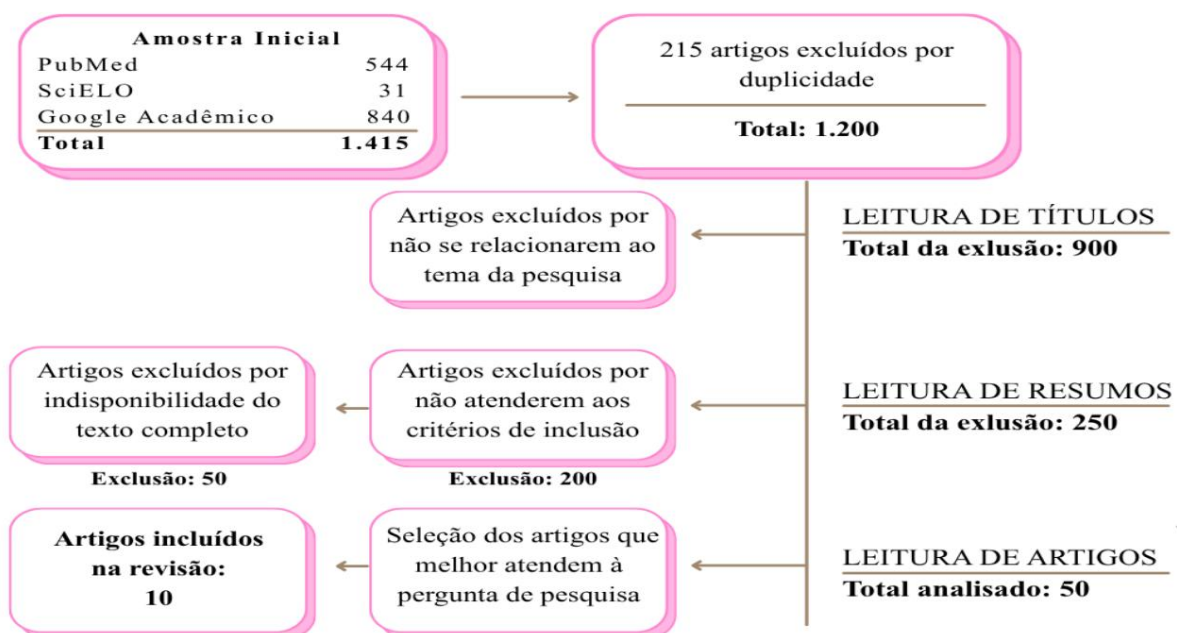 Amostra Inicial
PubMed 544
SciELO 31
Google Acadêmico 840
Total 1.415
215 artigos excluídos por
duplicidade
Total: 1.200
Artigos excluídos por
não se relacionarem ao
tema da pesquisa
LEITURA DE TÍTULOS
Total da exlusão: 900
Artigos excluídos por
indisponibilidade do
texto completo
Exclusão: 50
Artigos excluídos por
não atenderem aos
critérios de inclusão
Exclusão: 200
LEITURA DE RESUMOS
Total da exlusão: 250
Artigos incluídos
na revisão:
10
Seleção dos artigos que
melhor atendem à
pergunta de pesquisa
LEITURA DE ARTIGOS
Total analisado: 50